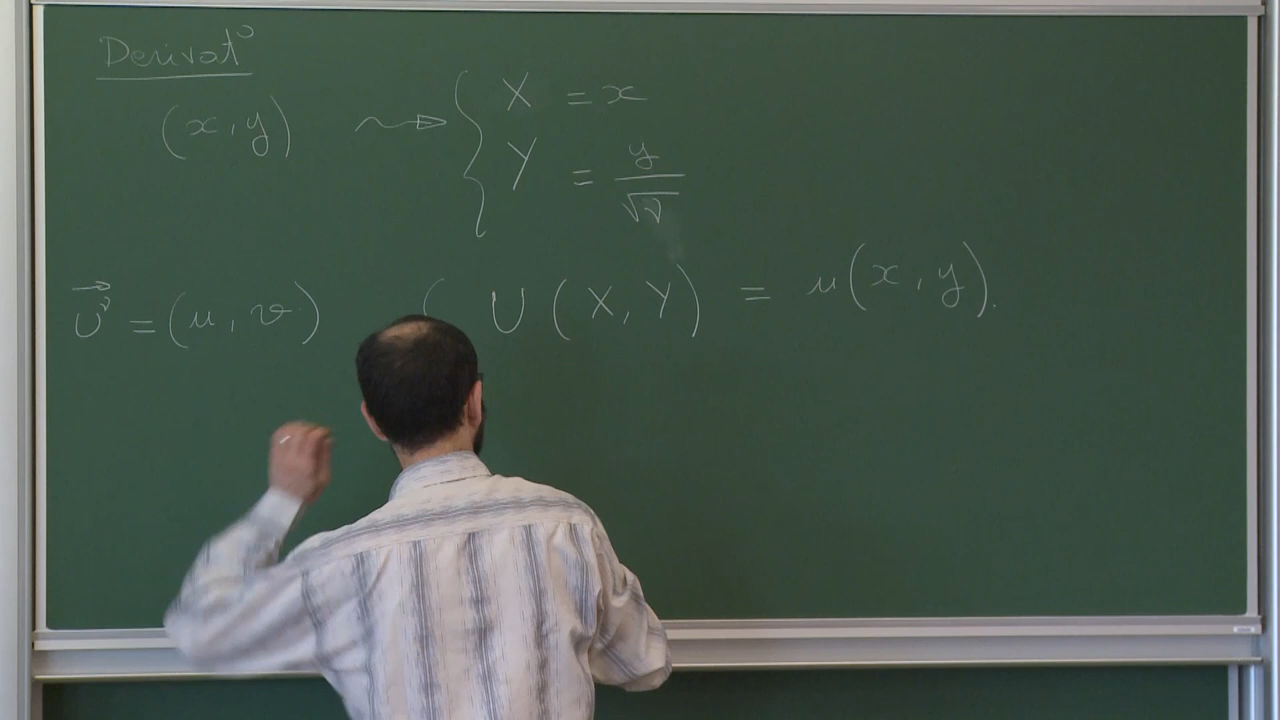 Derivat°
(x, y) ⇝ { X = x
Y = y/√ν
U⃗^ν = (u, v) ( U(X, Y) = u(x, y).